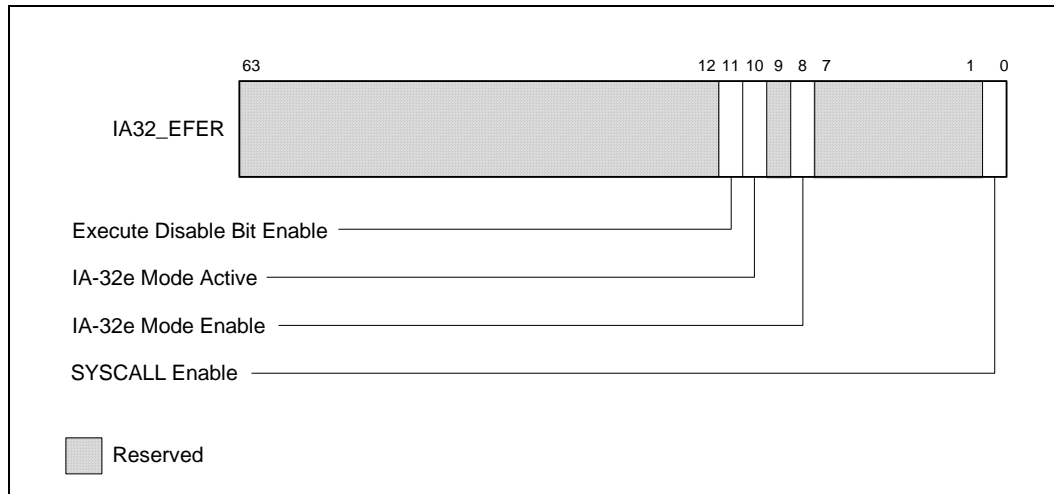 63 12 11 10 9 8 7 1 0
IA32_EFER
Execute Disable Bit Enable
IA-32e Mode Active
IA-32e Mode Enable
SYSCALL Enable
Reserved